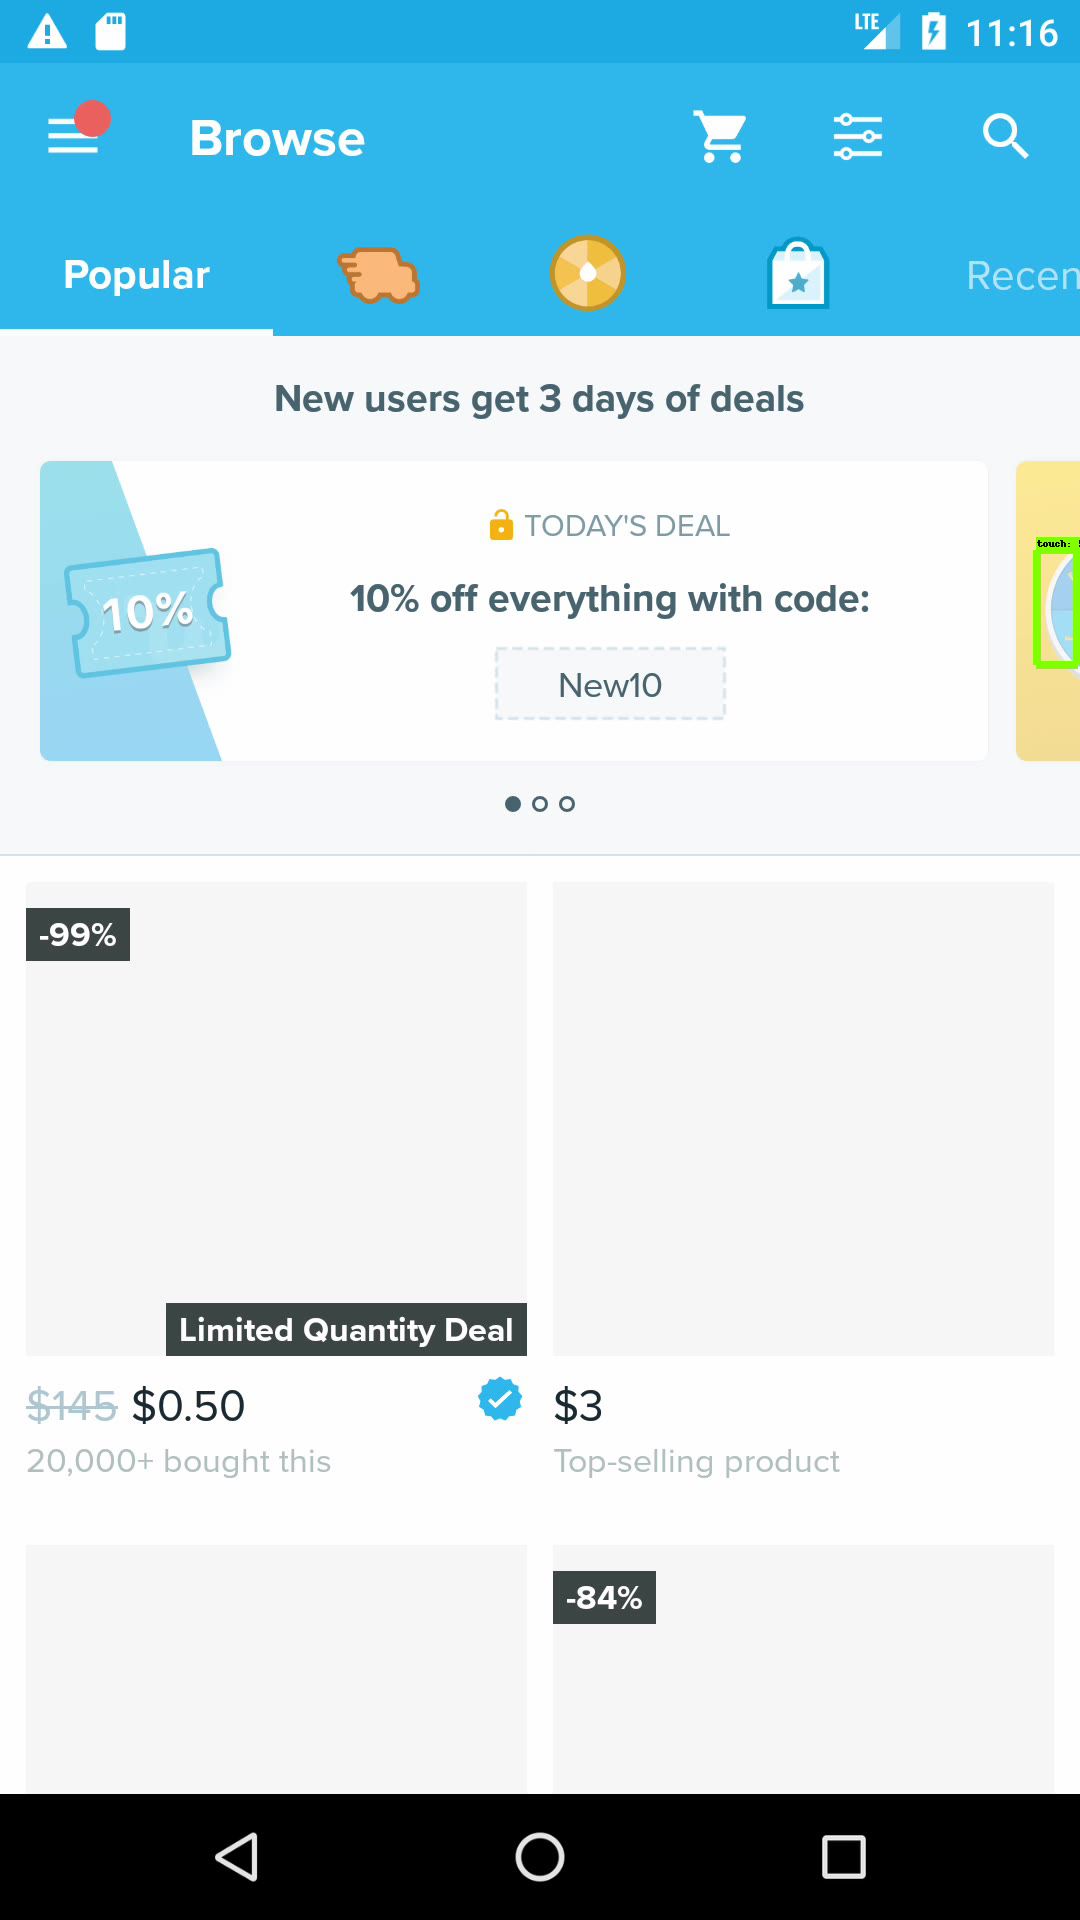 LTE 11:16
Browse
Popular
Recen
New users get 3 days of deals
TODAY'S DEAL
10% off everything with code:
10%
New10
touch:
-99%
Limited Quantity Deal
$145 $0.50
20,000+ bought this
$3
Top-selling product
-84%